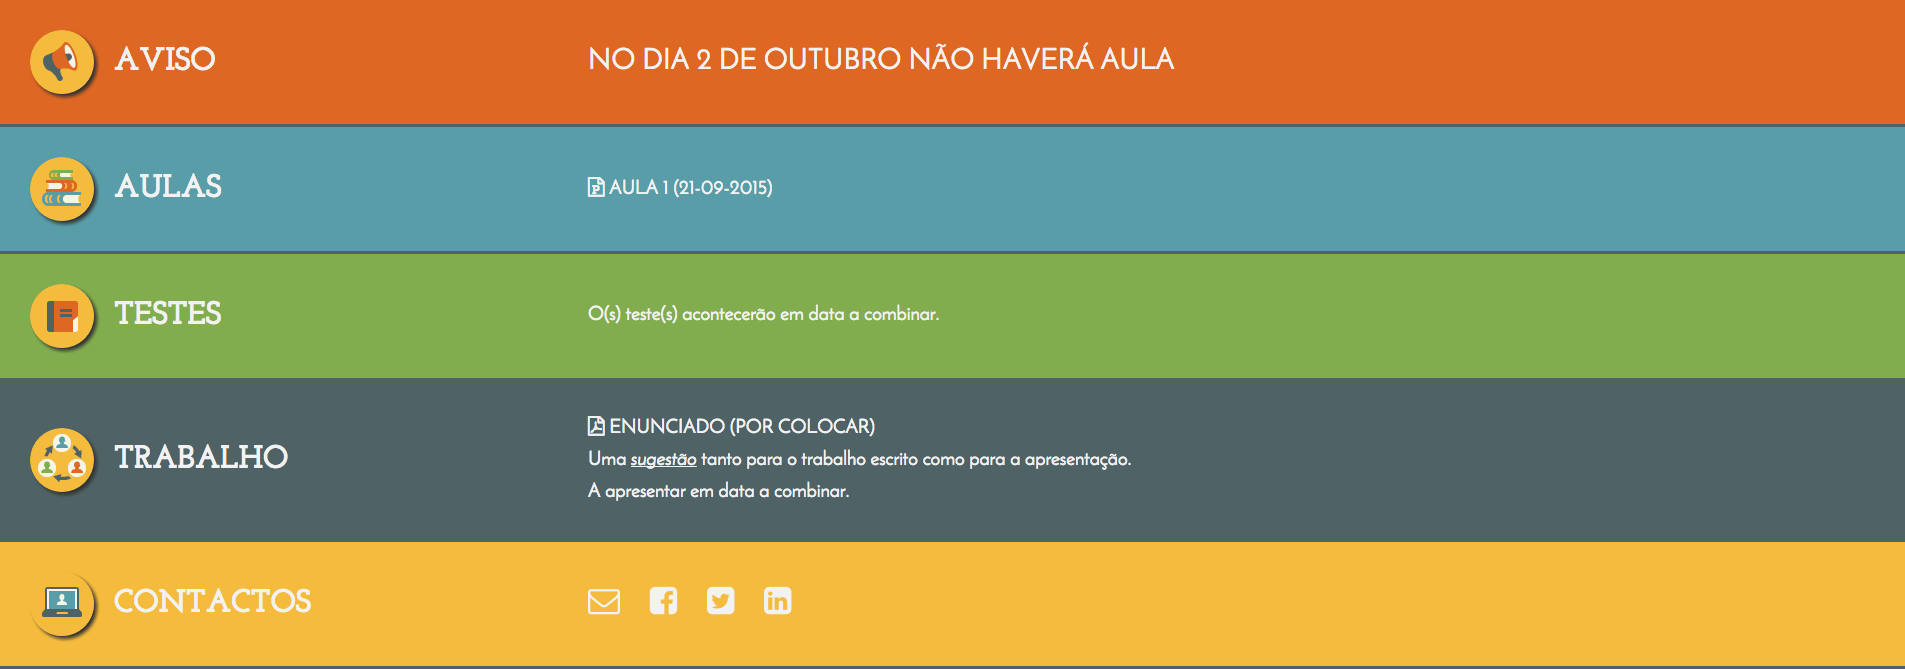 AVISO
NO DIA 2 DE OUTUBRO NÃO HAVERÁ AULA
AULAS
AULA 1 (21-09-2015)
TESTES
O(s) teste(s) acontecerão em data a combinar.
TRABALHO
ENUNCIADO (POR COLOCAR)
Uma sugestão tanto para o trabalho escrito como para a apresentação.
A apresentar em data a combinar.
CONTACTOS